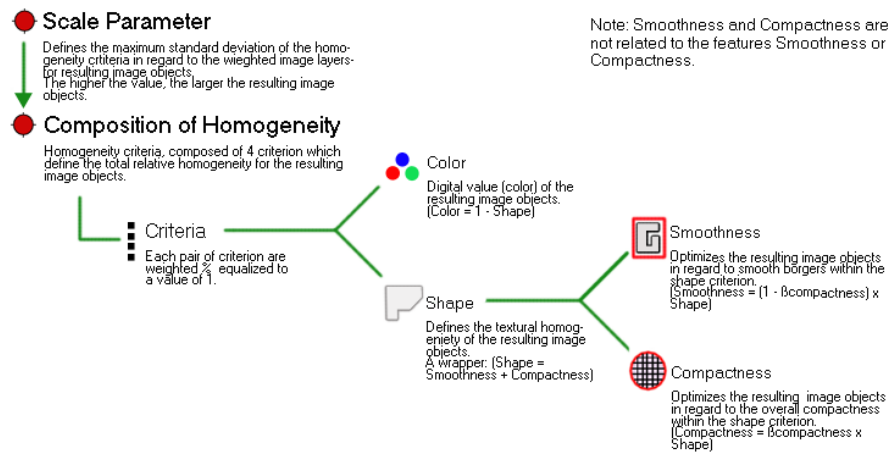 Scale Parameter
Defines the maximum standard deviation of the homo-
geneity crtiteria in regard to the wieighted image layers-
for resulting image objects.
The higher the value, the larger the resulting image
objects.
Note: Smoothness and Compactness are
not related to the features Smoothness or
Compactness.
Composition of Homogeneity
Homogeneity criteria, composed of 4 criterion which
define the total relative homogeneity for the resulting
image objects.
Color
Digital value (color) of the
resulting image objects.
(Color = 1 - Shape)
Criteria
Each pair of criterion are
weighted % equalized to
a value of 1.
Shape
Defines the textural homog-
eniety of the resulting image
objects.
A wrapper: (Shape =
Smoothness + Compactness)
Smoothness
Optimizes the resulting image objects
in regard to smooth borgers within the
shape criterion.
(Smoothness = (1 - ßcompactness) x
Shape)
Compactness
Optimizes the resulting image objects
in regard to the overall compactness
within the shape criterion.
(Compactness = ßcompactness x
Shape)